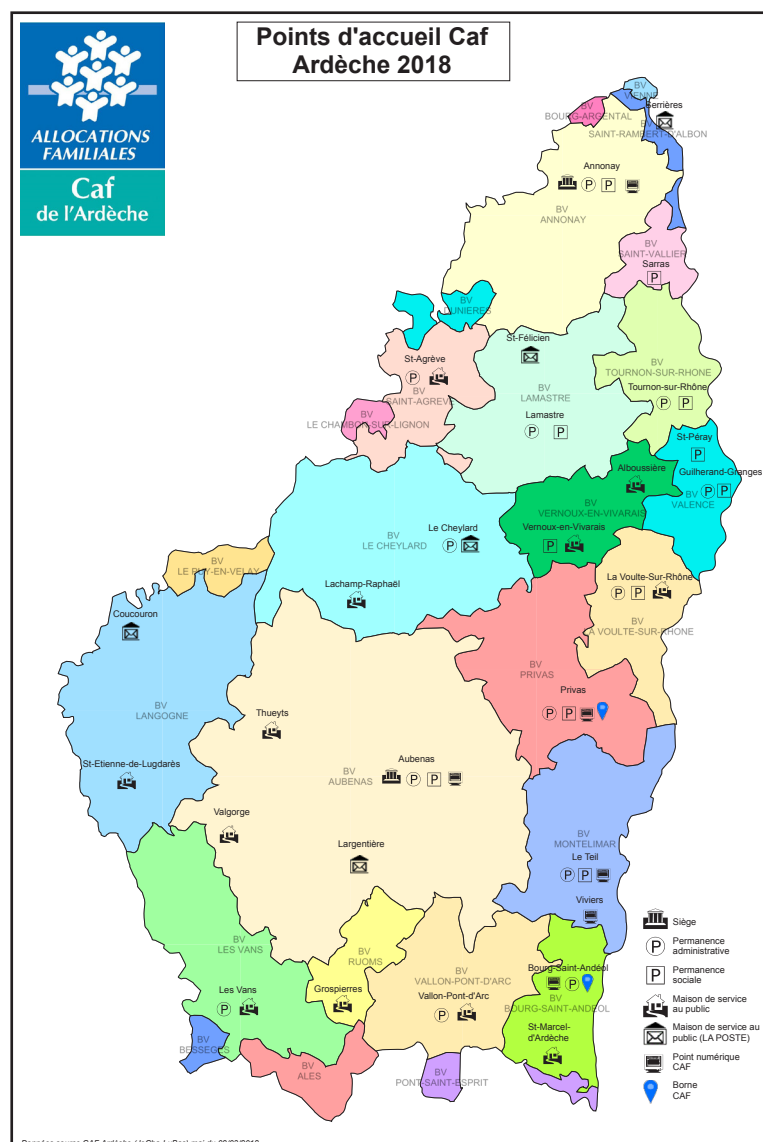 Points d'accueil Caf
Ardèche 2018
ALLOCATIONS
FAMILIALES
Caf
de l'Ardèche
BV
VIENNE
BV
BOURG-ARGENTAL
Serrières
BV
SAINT-RAMBERT-D'ALBON
Annonay
P P
BV
ANNONAY
BV
SAINT-VALLIER
Sarras
P
BV
DUNIERES
St-Félicien
St-Agrève
P
BV
SAINT-AGREVE
BV
TOURNON-SUR-RHONE
Tournon-sur-Rhône
P P
BV
LAMASTRE
Lamastre
P P
BV
LE CHAMBON-SUR-LIGNON
St-Péray
P
Guilherand-Granges
P P
BV
VALENCE
Alboussière
BV
VERNOUX-EN-VIVARAIS
Vernoux-en-Vivarais
P
Le Cheylard
P
BV
LE CHEYLARD
BV
LE PUY-EN-VELAY
Lachamp-Raphaël
La Voulte-Sur-Rhône
P P
BV
LA VOULTE-SUR-RHONE
Coucouron
BV
PRIVAS
Privas
P P
BV
LANGOGNE
Thueyts
St-Etienne-de-Lugdarès
Aubenas
P P
BV
AUBENAS
Valgorge
Largentière
BV
MONTELIMAR
Le Teil
P P
Viviers
BV
LES VANS
BV
RUOMS
BV
VALLON-PONT-D'ARC
Bourg-Saint-Andéol
P
BV
BOURG-SAINT-ANDEOL
Les Vans
P
Grospierres
Vallon-Pont-d'Arc
P
St-Marcel-
d'Ardèche
BV
BESSEGES
BV
ALES
BV
PONT-SAINT-ESPRIT
Siège
P Permanence
administrative
P Permanence
sociale
Maison de service
au public
Maison de service au
public (LA POSTE)
Point numérique
CAF
Borne
CAF